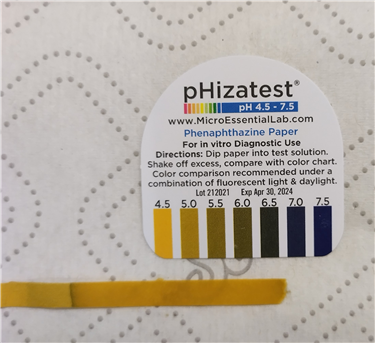 pHizatest®
pH 4.5 - 7.5
www.MicroEssentialLab.com
Phenaphthazine Paper
For in vitro Diagnostic Use
Directions: Dip paper into test solution.
Shake off excess, compare with color chart.
Color comparison recommended under a
combination of fluorescent light & daylight.
Lot 212021 Exp Apr 30, 2024
4.5 5.0 5.5 6.0 6.5 7.0 7.5